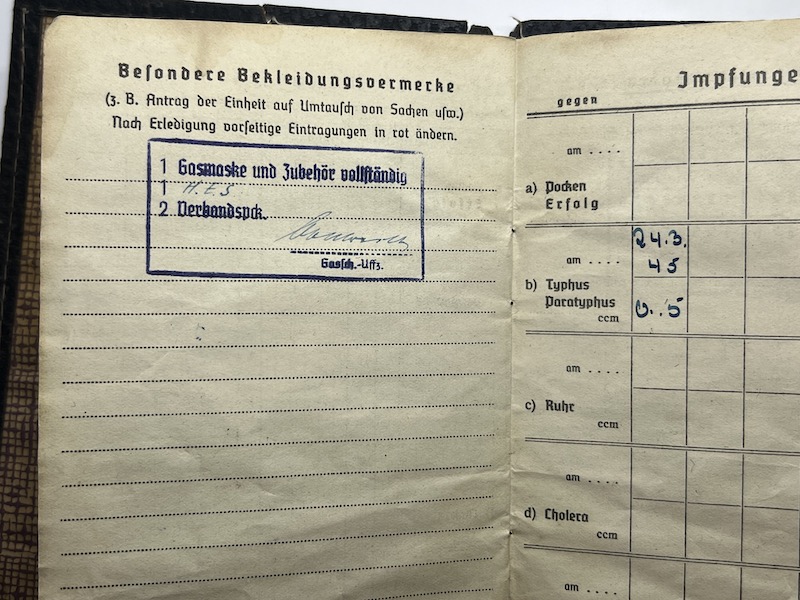 Besondere Bekleidungsvermerke
(z. B. Antrag der Einheit auf Umtausch von Sachen usw.)
Nach Erledigung vorseitige Eintragungen in rot ändern.
1 Gasmaske und Zubehör vollständig
1 H.E.S.
2 Verbandspck.
Gassch.-Uffz.
Impfunge
gegen
am . . . .
a) Pocken
Erfolg
24.3.
am . . . . 45
b) Typhus
Paratyphus
ccm 0.5
am . . . .
c) Ruhr
ccm
am . . . .
d) Cholera
ccm
am . . . .